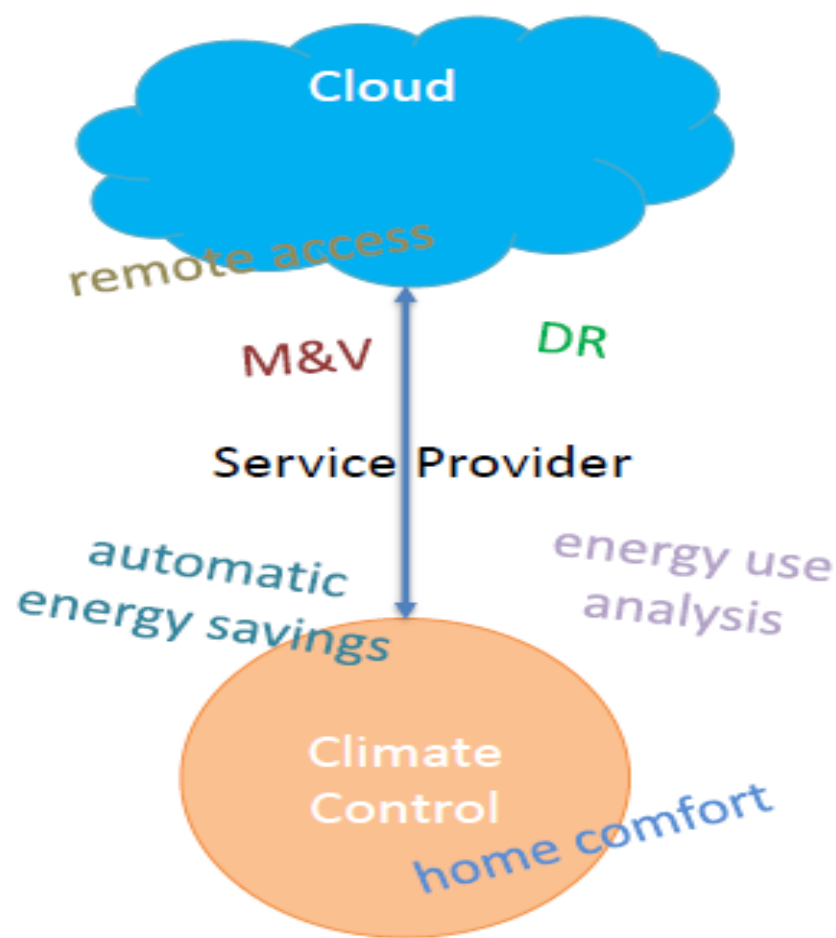 Cloud
remote access
M&V
DR
Service Provider
automatic
energy savings
energy use
analysis
Climate
Control
home comfort